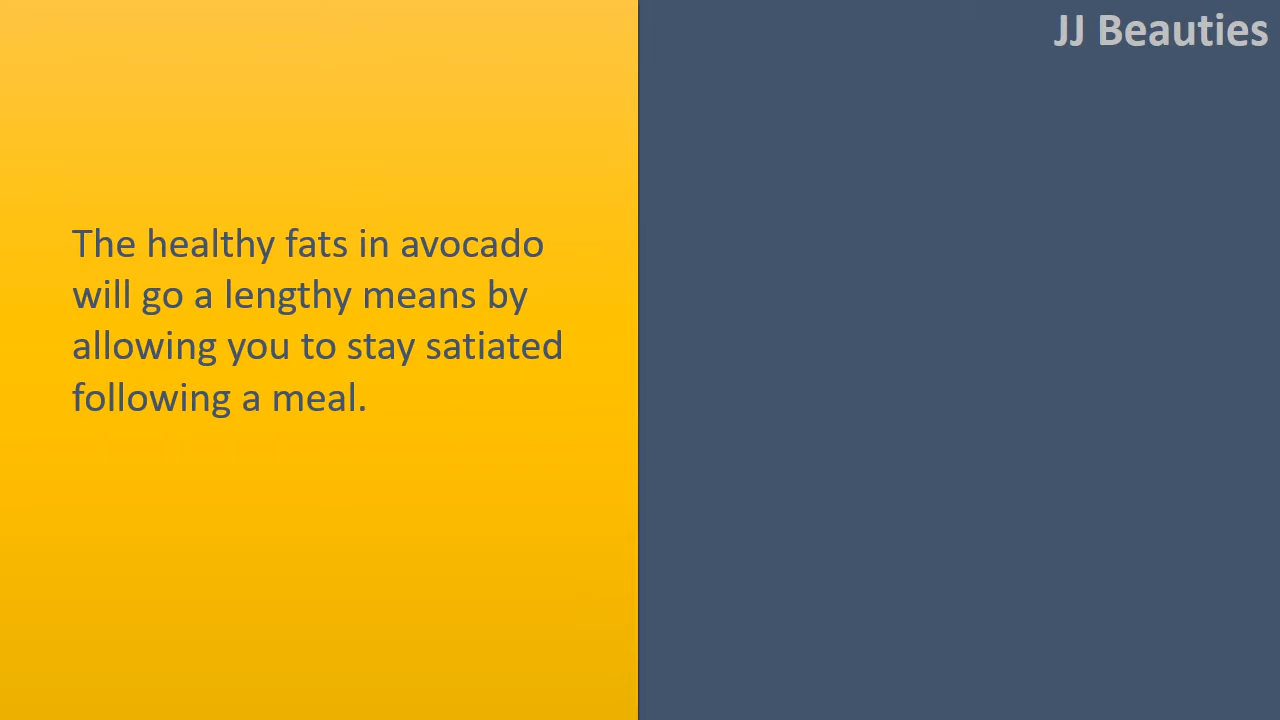 JJ Beauties
The healthy fats in avocado
will go a lengthy means by
allowing you to stay satiated
following a meal.